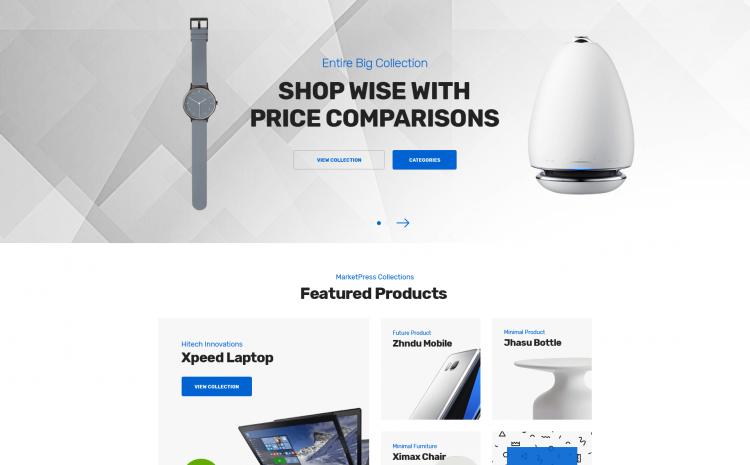 Entire Big Collection
SHOP WISE WITH
PRICE COMPARISONS
VIEW COLLECTION
CATEGORIES
MarketPress Collections
Featured Products
Hitech Innovations
Xpeed Laptop
VIEW COLLECTION
Future Product
Zhndu Mobile
Minimal Product
Jhasu Bottle
Minimal Furniture
Ximax Chair